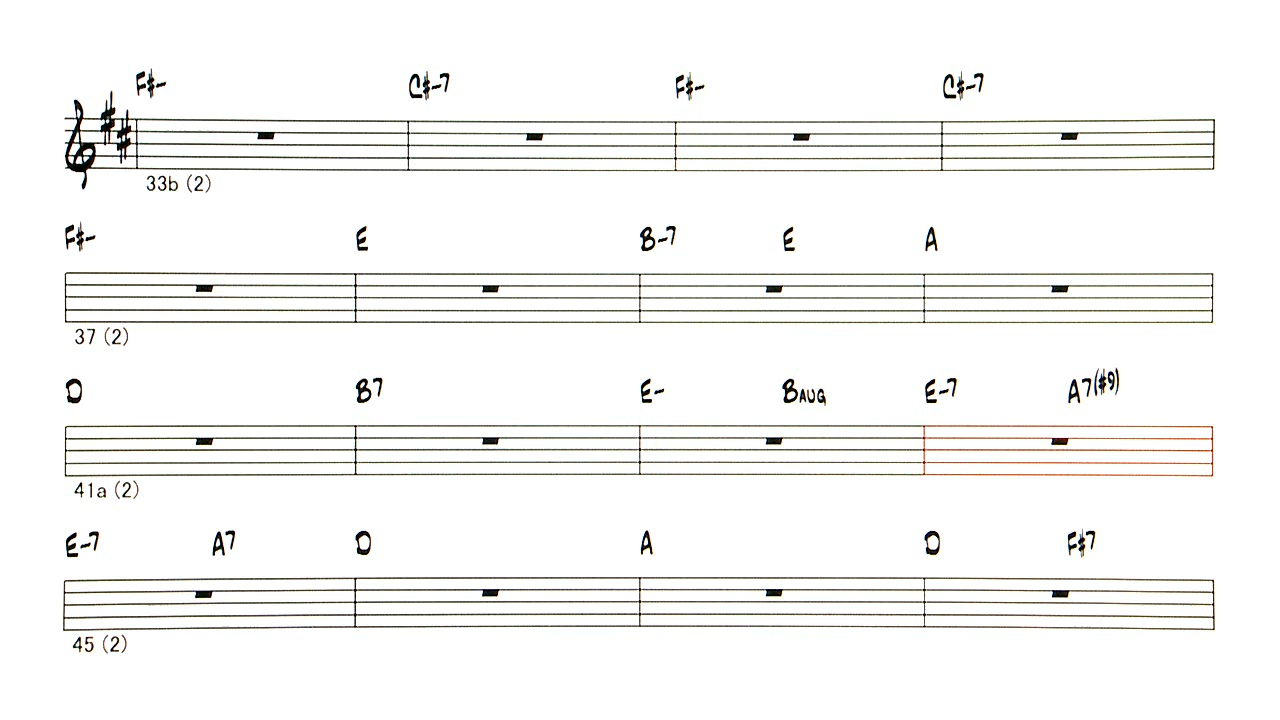 F#- C#-7 F#- C#-7
33b (2)
F#- E B-7 E A
37 (2)
D B7 E- BAUG E-7 A7(#9)
41a (2)
E-7 A7 D A D F#7
45 (2)